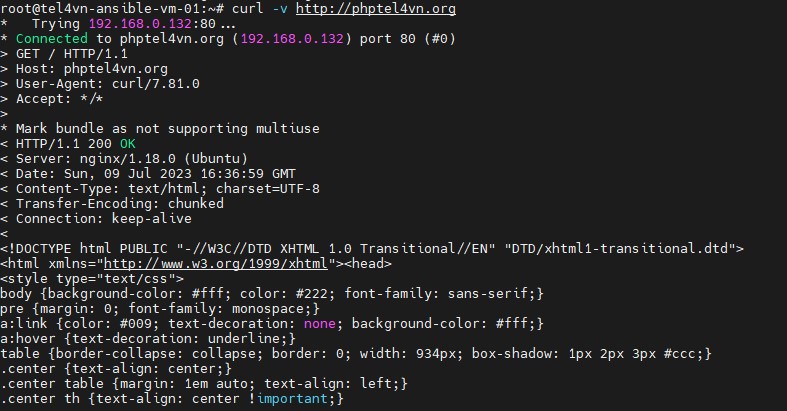 root@tel4vn-ansible-vm-01:~# curl -v http://phptel4vn.org
*   Trying 192.168.0.132:80...
* Connected to phptel4vn.org (192.168.0.132) port 80 (#0)
> GET / HTTP/1.1
> Host: phptel4vn.org
> User-Agent: curl/7.81.0
> Accept: */*
>
* Mark bundle as not supporting multiuse
< HTTP/1.1 200 OK
< Server: nginx/1.18.0 (Ubuntu)
< Date: Sun, 09 Jul 2023 16:36:59 GMT
< Content-Type: text/html; charset=UTF-8
< Transfer-Encoding: chunked
< Connection: keep-alive
<
<!DOCTYPE html PUBLIC "-//W3C//DTD XHTML 1.0 Transitional//EN" "DTD/xhtml1-transitional.dtd">
<html xmlns="http://www.w3.org/1999/xhtml"><head>
<style type="text/css">
body {background-color: #fff; color: #222; font-family: sans-serif;}
pre {margin: 0; font-family: monospace;}
a:link {color: #009; text-decoration: none; background-color: #fff;}
a:hover {text-decoration: underline;}
table {border-collapse: collapse; border: 0; width: 934px; box-shadow: 1px 2px 3px #ccc;}
.center {text-align: center;}
.center table {margin: 1em auto; text-align: left;}
.center th {text-align: center !important;}